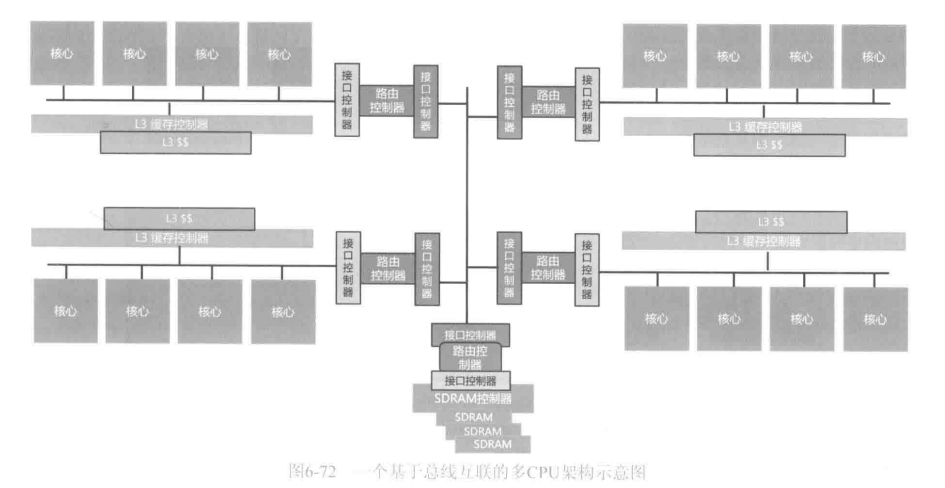 核心 核心 核心 核心
核心 核心 核心 核心
接口控制器
路由控制器
接口控制器
接口控制器
路由控制器
接口控制器
L3 缓存控制器
L3 $$
L3 缓存控制器
L3 $$
L3 $$
L3 缓存控制器
L3 $$
L3 缓存控制器
接口控制器
路由控制器
接口控制器
接口控制器
路由控制器
接口控制器
核心 核心 核心 核心
核心 核心 核心 核心
接口控制器
路由控
制器
接口控制器
SDRAM控制器
SDRAM
SDRAM
SDRAM
图6-72 一个基于总线互联的多CPU架构示意图